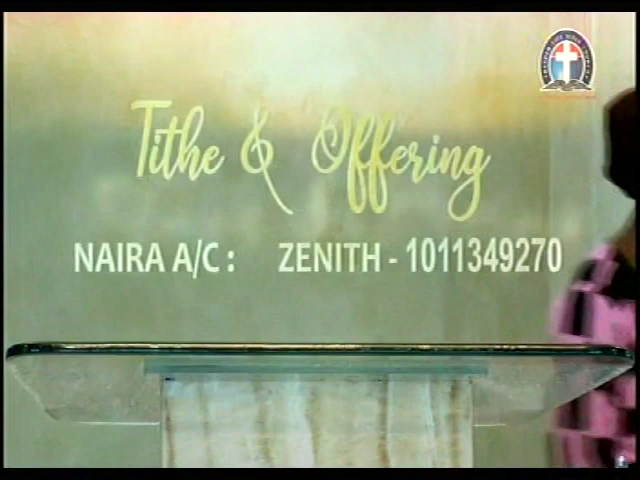 Tithe & Offering
NAIRA A/C : ZENITH - 1011349270